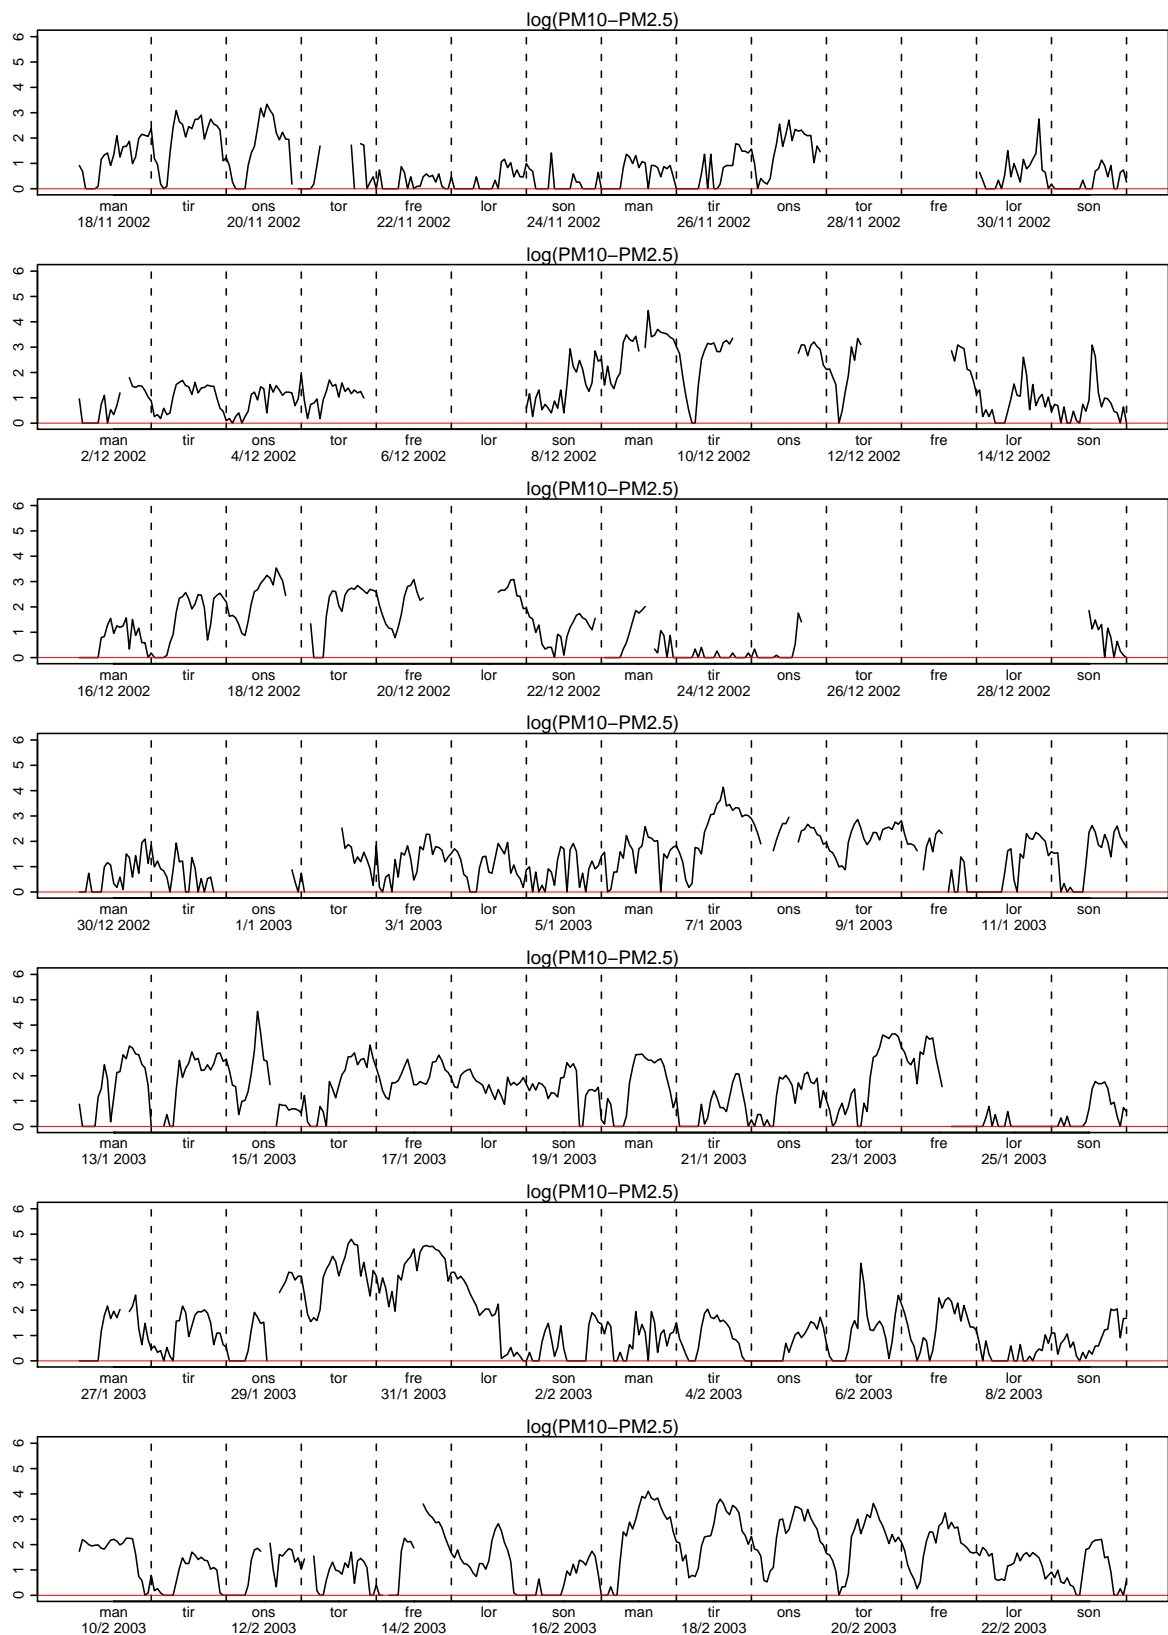 log(PM10−PM2.5)
6
5
4
3
2
1
0
man tir ons tor fre lor son man tir ons tor fre lor son
18/11 2002 20/11 2002 22/11 2002 24/11 2002 26/11 2002 28/11 2002 30/11 2002
log(PM10−PM2.5)
6
5
4
3
2
1
0
man tir ons tor fre lor son man tir ons tor fre lor son
2/12 2002 4/12 2002 6/12 2002 8/12 2002 10/12 2002 12/12 2002 14/12 2002
log(PM10−PM2.5)
6
5
4
3
2
1
0
man tir ons tor fre lor son man tir ons tor fre lor son
16/12 2002 18/12 2002 20/12 2002 22/12 2002 24/12 2002 26/12 2002 28/12 2002
log(PM10−PM2.5)
6
5
4
3
2
1
0
man tir ons tor fre lor son man tir ons tor fre lor son
30/12 2002 1/1 2003 3/1 2003 5/1 2003 7/1 2003 9/1 2003 11/1 2003
log(PM10−PM2.5)
6
5
4
3
2
1
0
man tir ons tor fre lor son man tir ons tor fre lor son
13/1 2003 15/1 2003 17/1 2003 19/1 2003 21/1 2003 23/1 2003 25/1 2003
log(PM10−PM2.5)
6
5
4
3
2
1
0
man tir ons tor fre lor son man tir ons tor fre lor son
27/1 2003 29/1 2003 31/1 2003 2/2 2003 4/2 2003 6/2 2003 8/2 2003
log(PM10−PM2.5)
6
5
4
3
2
1
0
man tir ons tor fre lor son man tir ons tor fre lor son
10/2 2003 12/2 2003 14/2 2003 16/2 2003 18/2 2003 20/2 2003 22/2 2003